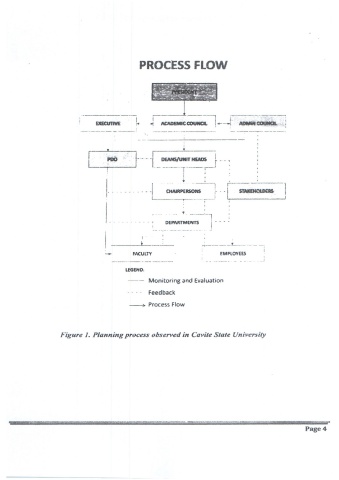 PROCESS FLOW
PRESIDENT
EXECUTIVE ACADEMIC COUNCIL ADMIN COUNCIL
PDO DEANS/UNIT HEADS
CHAIRPERSONS STAKEHOLDERS
DEPARTMENTS
FACULTY EMPLOYEES
LEGEND:
Monitoring and Evaluation
Feedback
Process Flow
Figure 1. Planning process observed in Cavite State University
Page 4